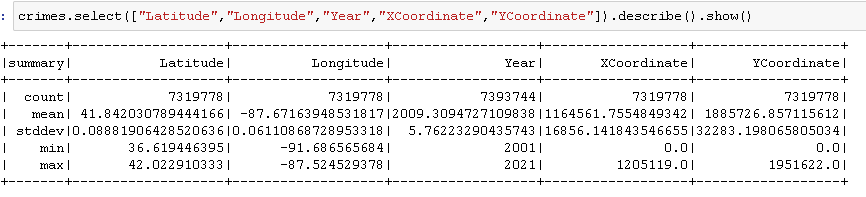 : crimes.select(["Latitude","Longitude","Year","XCoordinate","YCoordinate"]).describe().show()
+-------+-------------------+-------------------+------------------+------------------+------------------+
|summary|           Latitude|          Longitude|              Year|       XCoordinate|       YCoordinate|
+-------+-------------------+-------------------+------------------+------------------+------------------+
|  count|            7319778|            7319778|           7393744|           7319778|           7319778|
|   mean| 41.842030789444166| -87.67163948531817|2009.3094727109838|1164561.7554849342| 1885726.857115612|
| stddev|0.08881906428520636|0.06110868728953318|  5.76223290435743|16856.141843546655|32283.198065805034|
|    min|       36.619446395|      -91.686565684|              2001|               0.0|               0.0|
|    max|       42.022910333|      -87.524529378|              2021|         1205119.0|         1951622.0|
+-------+-------------------+-------------------+------------------+------------------+------------------+